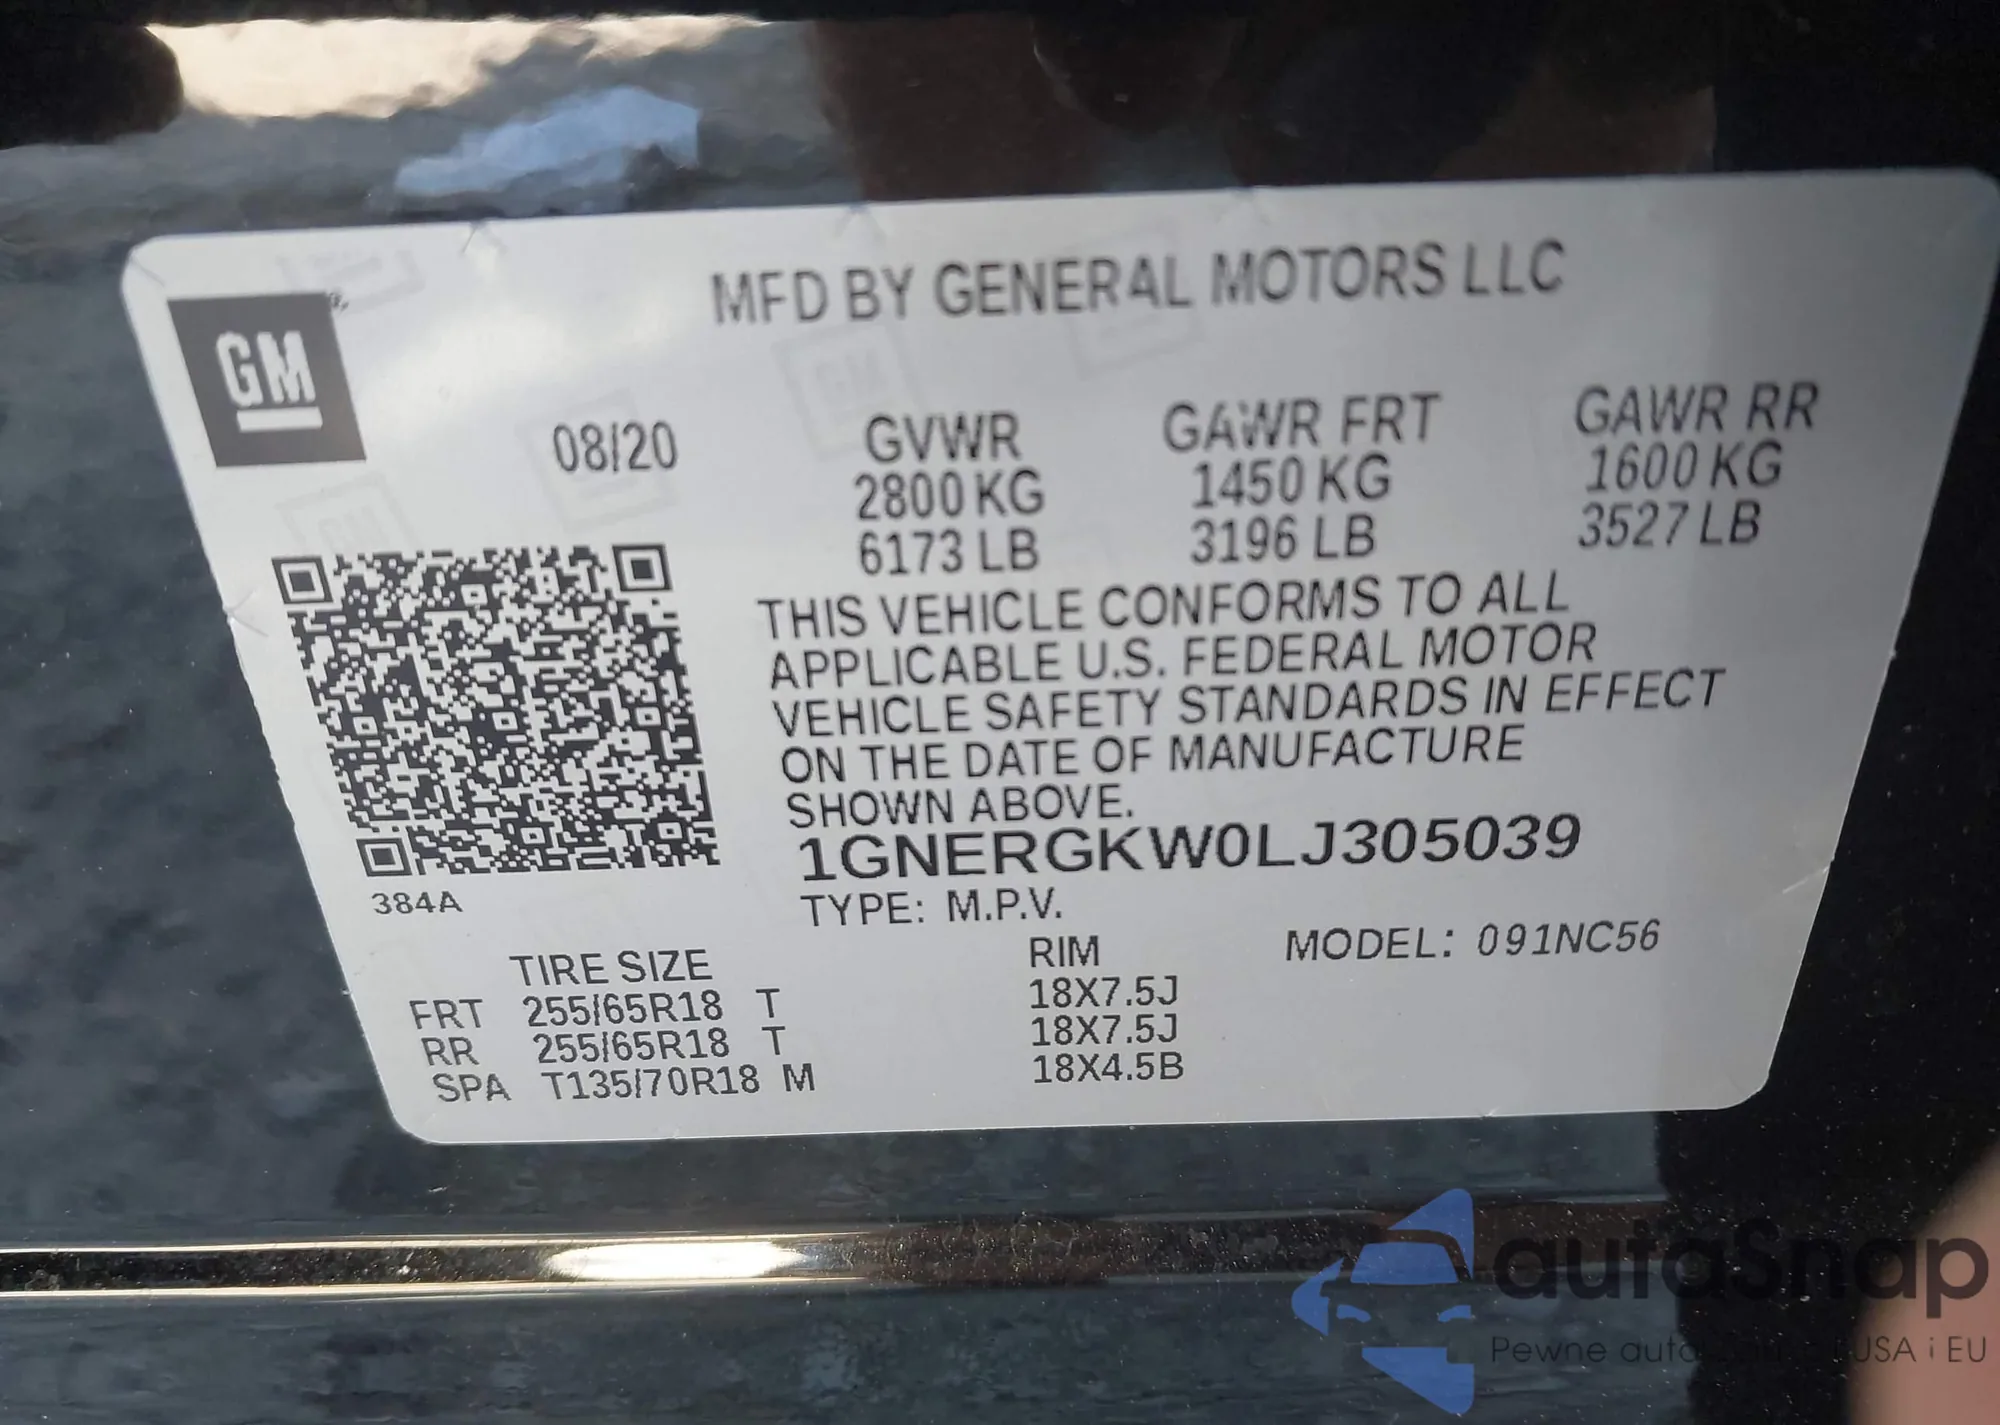 MFD BY GENERAL MOTORS LLC
GM
08/20
GVWR
2800 KG
6173 LB
GAWR FRT
1450 KG
3196 LB
GAWR RR
1600 KG
3527 LB
THIS VEHICLE CONFORMS TO ALL
APPLICABLE U.S. FEDERAL MOTOR
VEHICLE SAFETY STANDARDS IN EFFECT
ON THE DATE OF MANUFACTURE
SHOWN ABOVE.
1GNERGKW0LJ305039
384A
TYPE: M.P.V.
MODEL: 091NC56
TIRE SIZE RIM
FRT 255/65R18 T 18X7.5J
RR 255/65R18 T 18X7.5J
SPA T135/70R18 M 18X4.5B
autaSnap
Pewne auta USA i EU